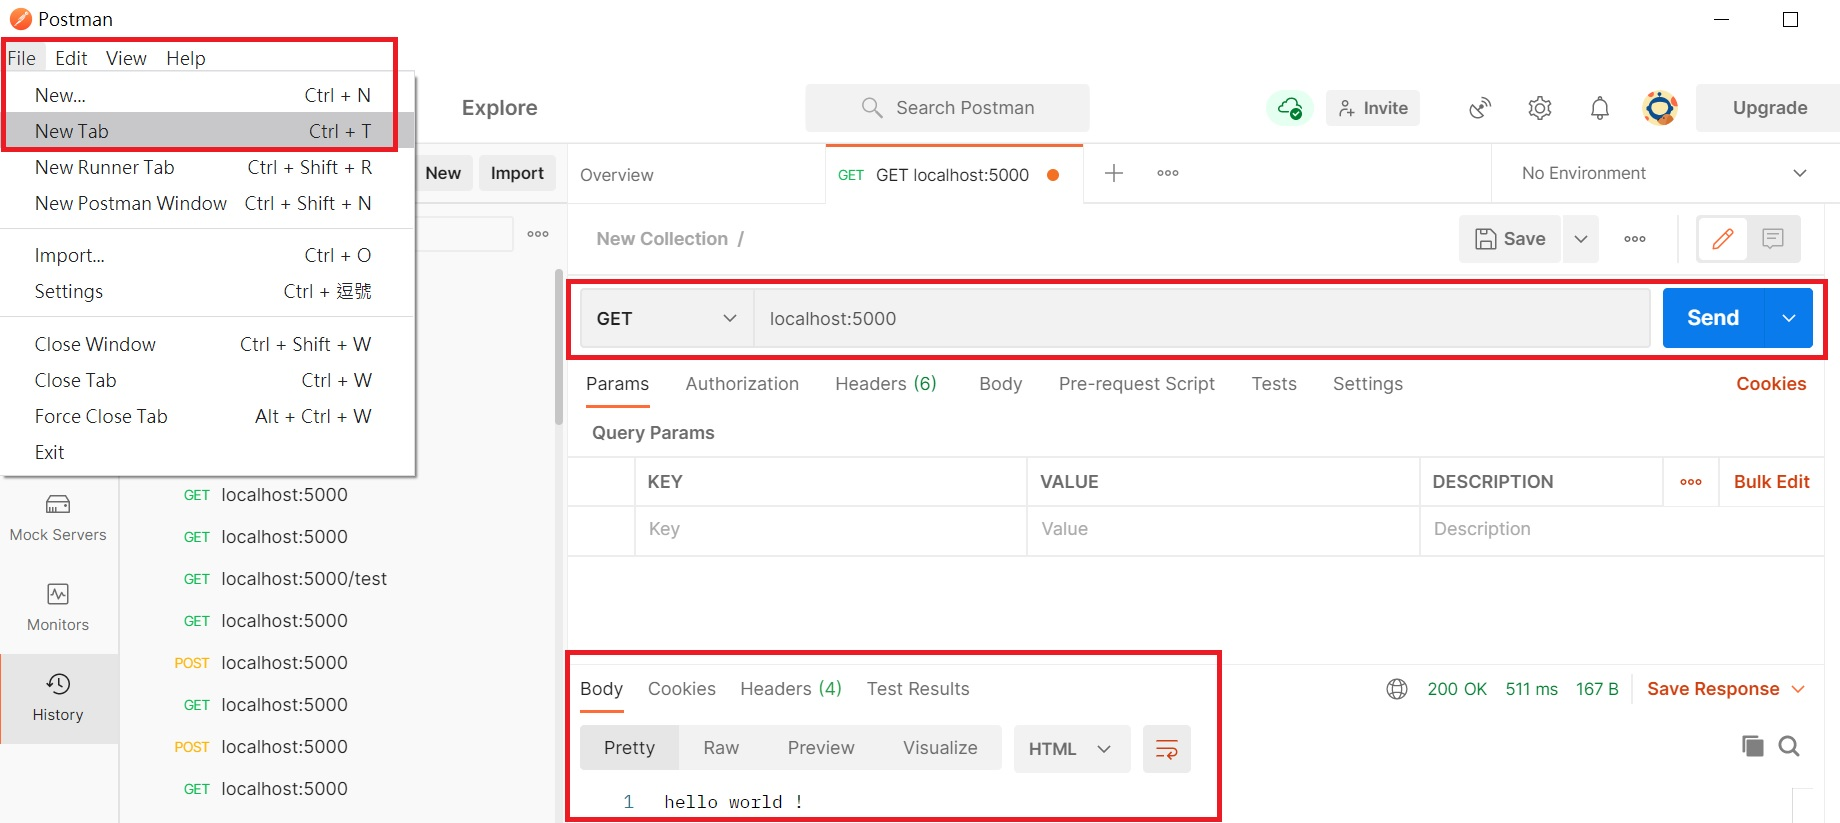 Postman
File Edit View Help
New... Ctrl + N
New Tab Ctrl + T
New Runner Tab Ctrl + Shift + R
New Postman Window Ctrl + Shift + N
Import... Ctrl + O
Settings Ctrl + 逗號
Close Window Ctrl + Shift + W
Close Tab Ctrl + W
Force Close Tab Alt + Ctrl + W
Exit
Explore
Search Postman
Invite
Upgrade
New Import
Overview
GET GET localhost:5000
No Environment
New Collection /
Save
GET localhost:5000
Send
Params Authorization Headers (6) Body Pre-request Script Tests Settings Cookies
Query Params
KEY VALUE DESCRIPTION Bulk Edit
Key Value Description
Mock Servers
Monitors
History
GET localhost:5000
GET localhost:5000
GET localhost:5000/test
GET localhost:5000
POST localhost:5000
GET localhost:5000
POST localhost:5000
GET localhost:5000
Body Cookies Headers (4) Test Results
200 OK 511 ms 167 B Save Response
Pretty Raw Preview Visualize HTML
1 hello world !